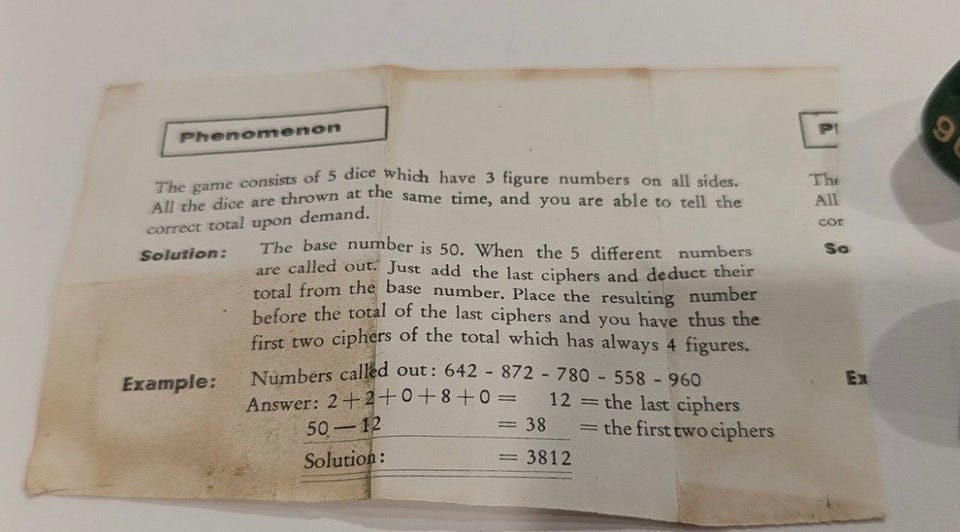 Phenomenon
The game consists of 5 dice which have 3 figure numbers on all sides.
All the dice are thrown at the same time, and you are able to tell the
correct total upon demand.
Solution: The base number is 50. When the 5 different numbers
are called out. Just add the last ciphers and deduct their
total from the base number. Place the resulting number
before the total of the last ciphers and you have thus the
first two ciphers of the total which has always 4 figures.
Example: Numbers called out: 642 - 872 - 780 - 558 - 960
Answer: 2+2+0+8+0 = 12 = the last ciphers
50 — 12 = 38 = the first two ciphers
Solution: = 3812
The
All
cor
So
Ex